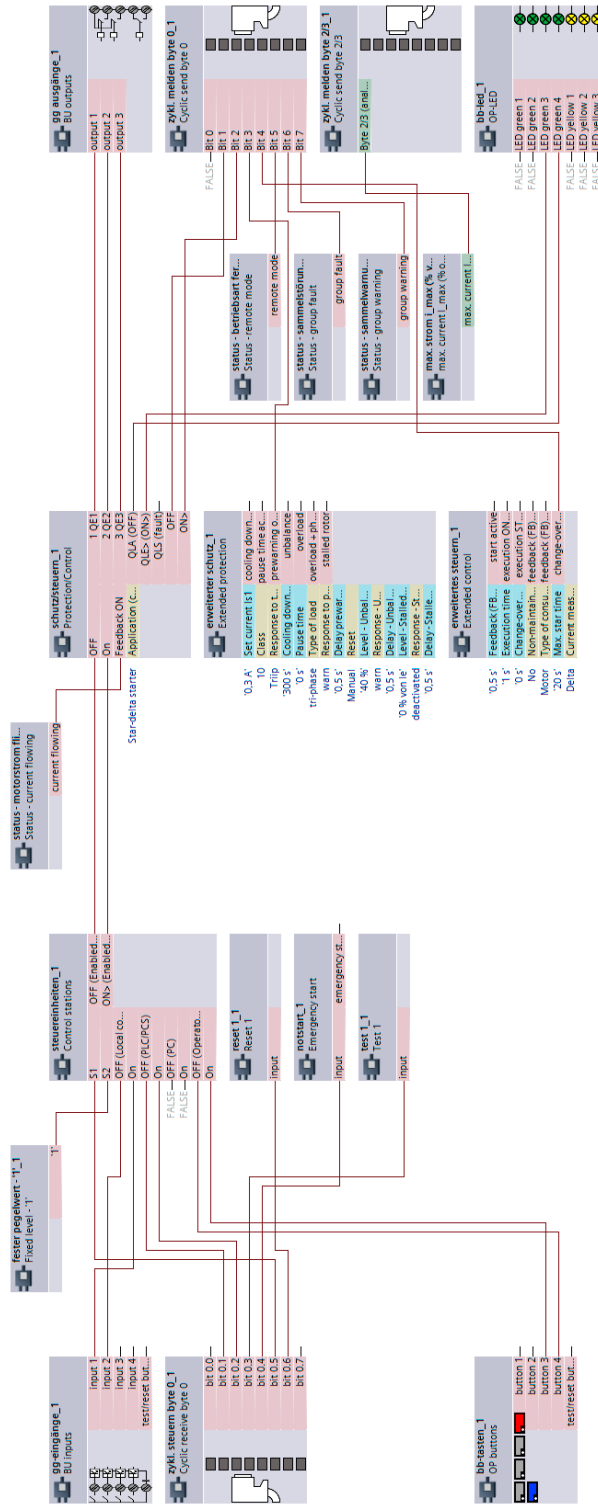 gg-eingänge_1
BU inputs
input 1
input 2
input 3
input 4
test/reset but...
zykl. steuern byte 0_1
Cyclic receive byte 0
bit 0.0
bit 0.1
bit 0.2
bit 0.3
bit 0.4
bit 0.5
bit 0.6
bit 0.7
bb-tasten_1
OP buttons
button 1
button 2
button 3
button 4
test/reset but...
fester pegelwert - '1'_1
Fixed level - '1'
'1'
steuereinheiten_1
Control stations
S1
OFF (Enabled...
S2
ON> (Enabled...
OFF (Local co...
On
OFF (PLC/PCS)
On
FALSE
OFF (PC)
FALSE
On
OFF (Operato...
On
reset 1_1
Reset 1
input
notstart_1
Emergency start
input
emergency st...
test 1_1
Test 1
input
status - motorstrom fli...
Status - current flowing
current flowing
schutz/steuern_1
Protection/Control
OFF
1 QE1
On
2 QE2
Feedback ON
3 QE3
Star-delta starter
Application (c...
QLA (OFF)
QLE> (ON>)
QLS (fault)
OFF
ON>
erweiterter schutz_1
Extended protection
'0,3 A'
Set current Is1
cooling down...
10
Class
pause time ac...
Triip
Response to t...
prewarning o...
'300 s'
Cooling down...
unbalance
'0 s'
Pause time
overload
tri-phase
Type of load
overload + ph...
warn
Response to p...
stalled rotor
'0,5 s'
Delay prewar...
Manual
Reset
'40 %
Level - Unbal...
warn
Response - U...
'0,5 s'
Delay - Unbal...
'0 % von Ie'
Level - Stalled...
deactivated
Response - St...
'0,5 s'
Delay - Stalle...
erweitertes steuern_1
Extended control
'0,5 s'
Feedback (FB...
start active
'1 s'
Execution time
execution ON...
'0 s'
Change-over...
execution ST...
No
Non-maintain...
feedback (FB)...
Motor
Type of consu...
feedback (FB)...
'20 s'
Max. star time
change-over...
Delta
Current meas...
status - betriebsart fer...
Status - remote mode
remote mode
status - sammelstörun...
Status - group fault
group fault
status - sammelwarnu...
Status - group warning
group warning
max. strom i_max (% v...
max. current I_max (% o...
max. current I...
gg ausgänge_1
BU outputs
output 1
output 2
output 3
zykl. melden byte 0_1
Cyclic send byte 0
FALSE
Bit 0
Bit 1
Bit 2
Bit 3
Bit 4
Bit 5
Bit 6
Bit 7
zykl. melden byte 2/3_1
Cyclic send byte 2/3
Byte 2/3 (anal...
bb-led_1
OP-LED
FALSE
LED green 1
FALSE
LED green 2
LED green 3
LED green 4
FALSE
LED yellow 1
FALSE
LED yellow 2
FALSE
LED yellow 3